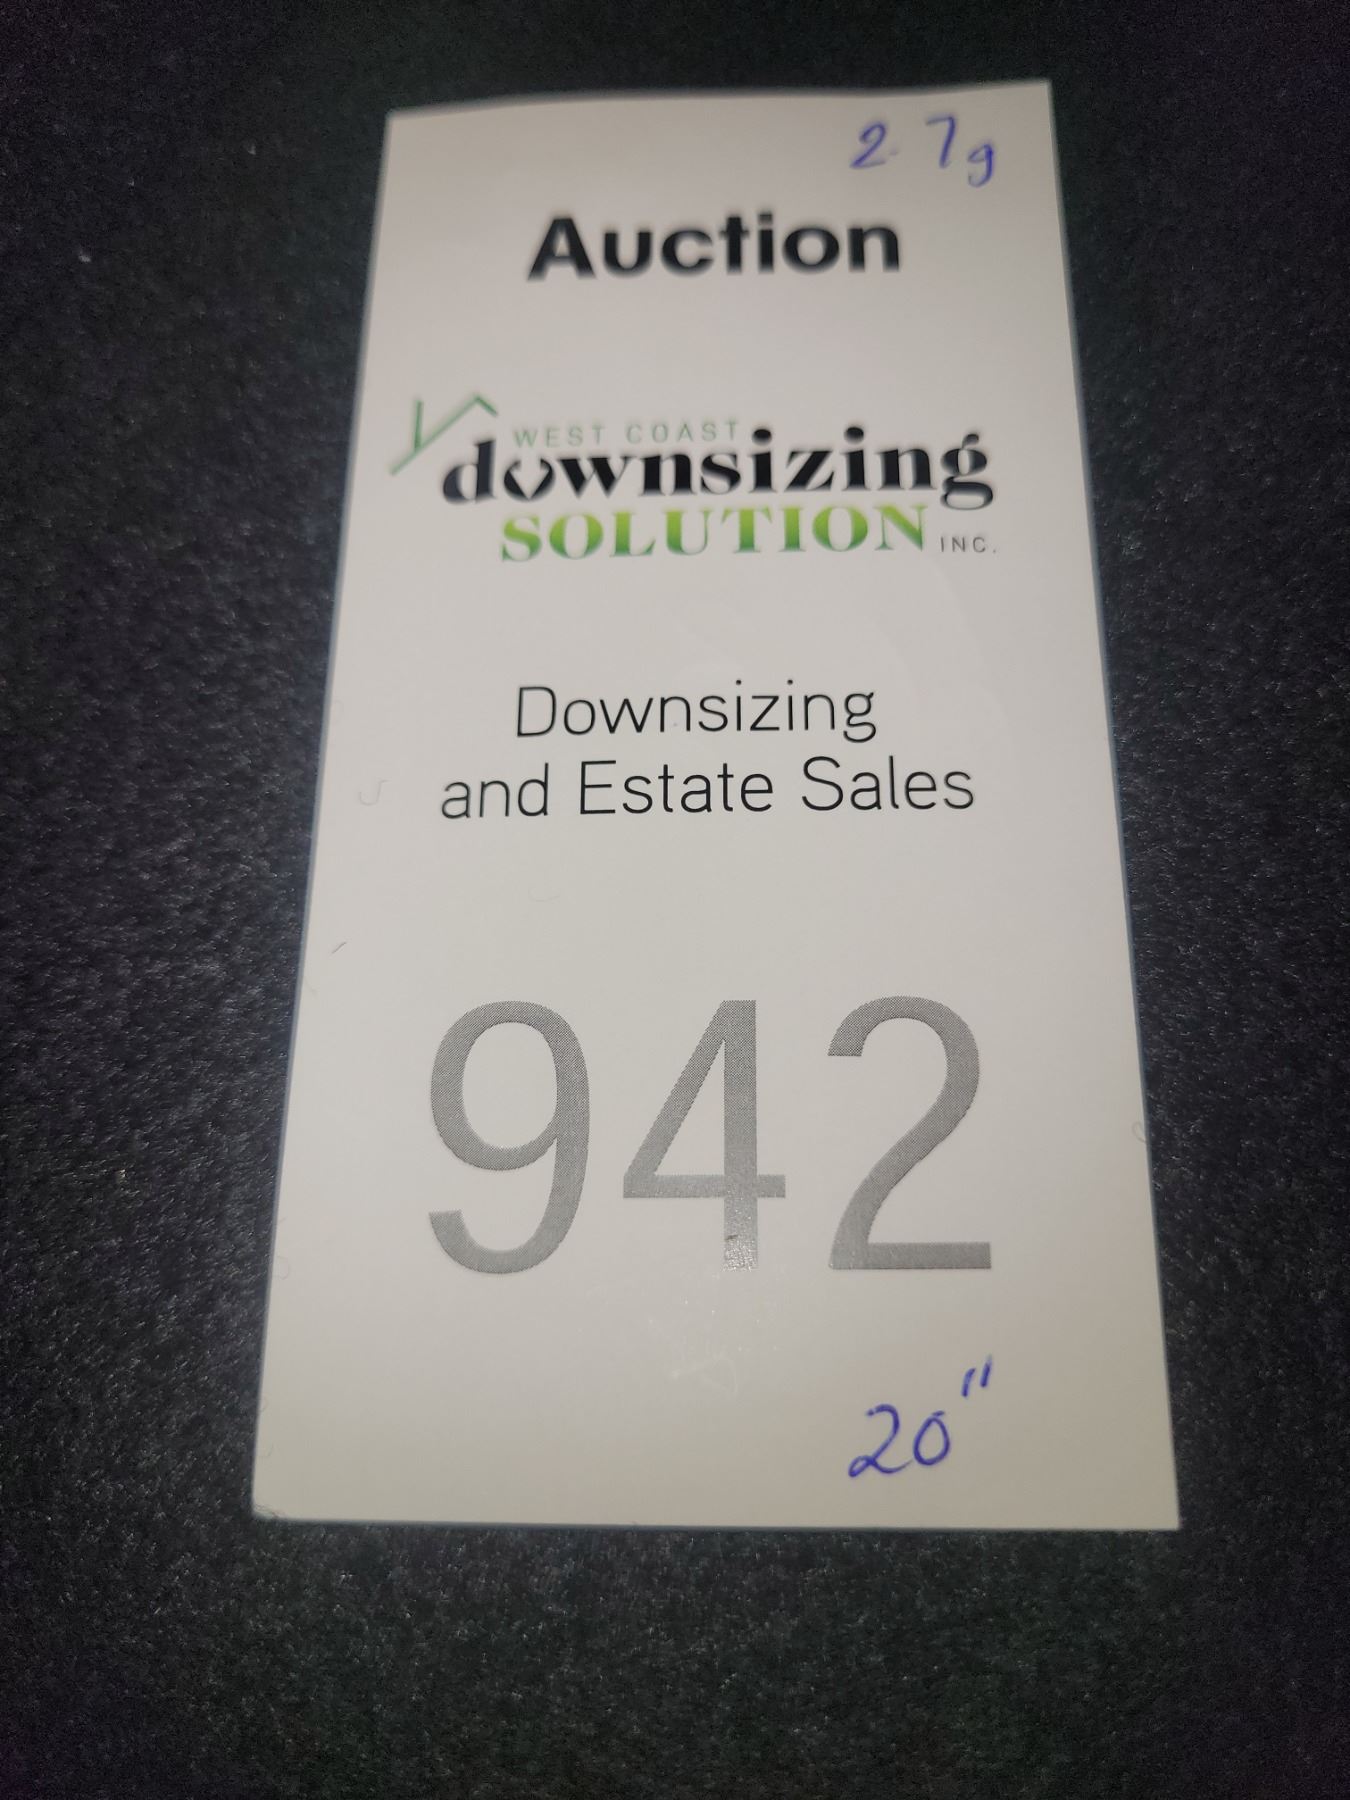 2.7g
Auction
WEST COAST
downsizing
SOLUTION INC.
Downsizing
and Estate Sales
942
20"